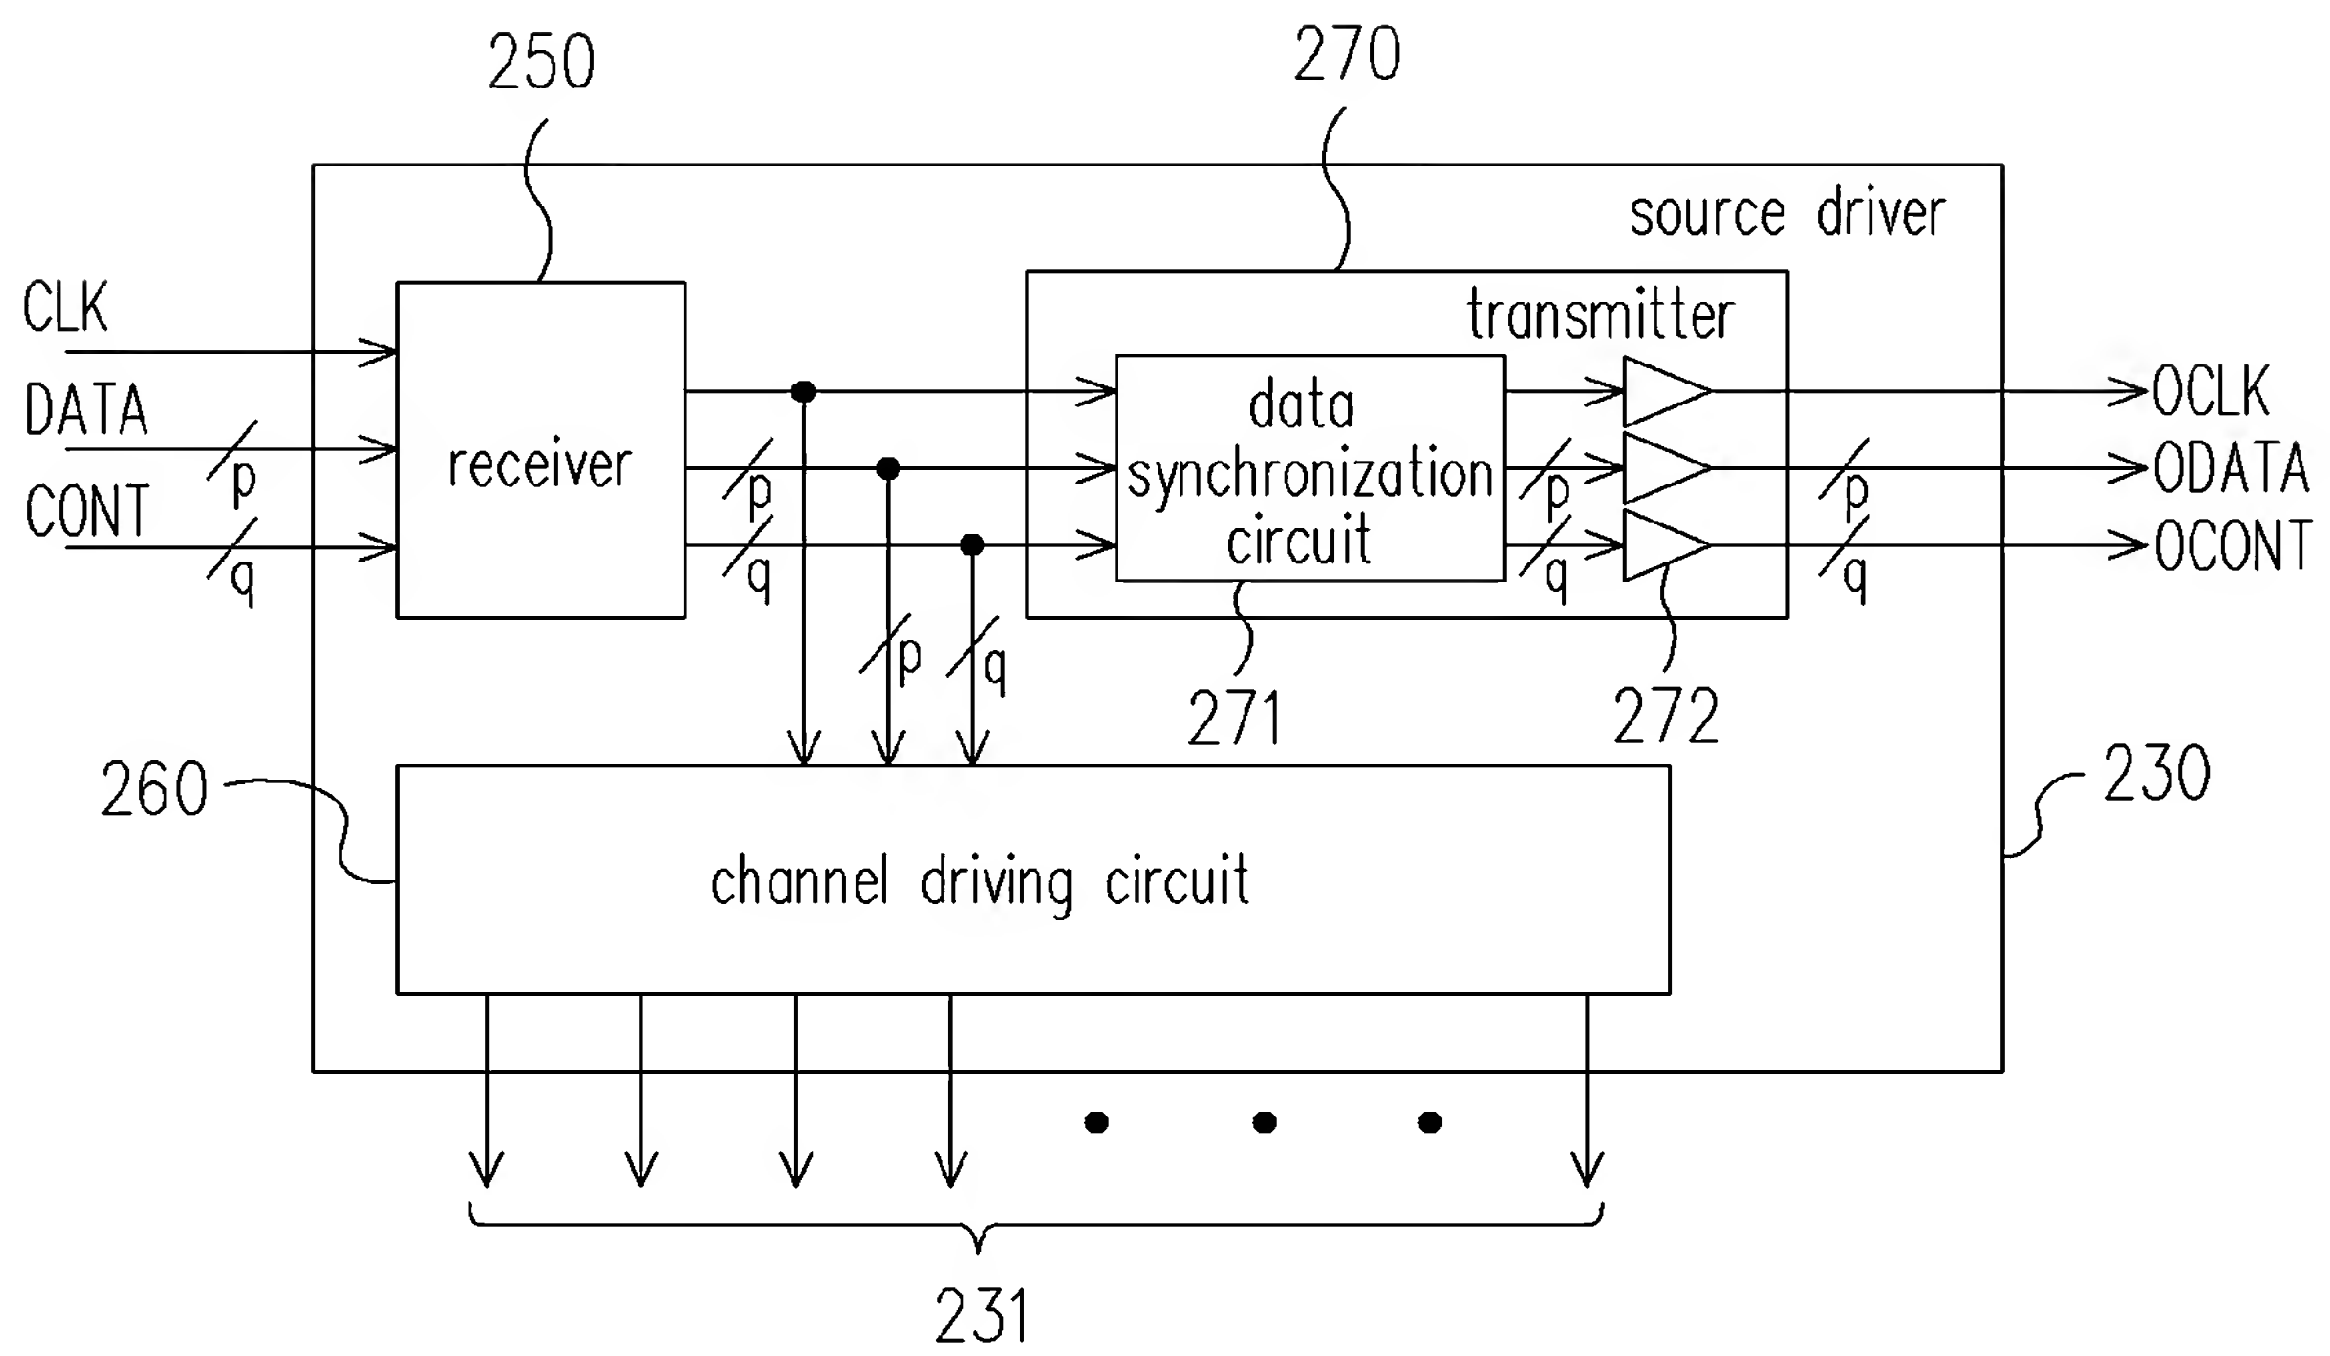 250
270
source driver
CLK
transmitter
DATA
p
CONT
q
receiver
p
q
data
synchronization
circuit
p
q
OCLK
ODATA
p
OCONT
q
p
q
271
272
260
230
channel driving circuit
231